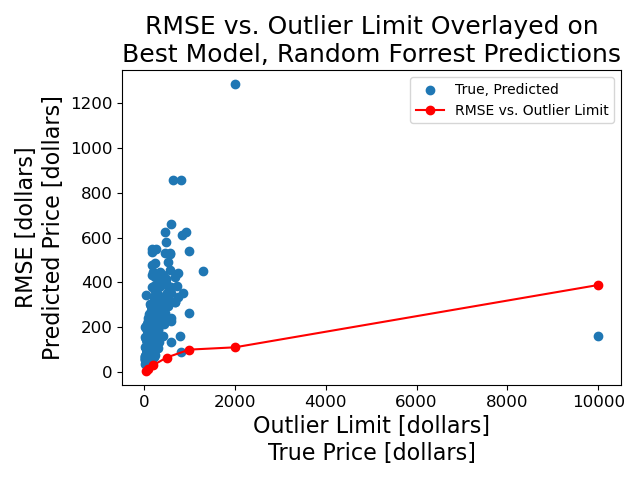 RMSE vs. Outlier Limit Overlayed on
Best Model, Random Forrest Predictions
True, Predicted
RMSE vs. Outlier Limit
RMSE [dollars]
Predicted Price [dollars]
1200
1000
800
600
400
200
0
0
2000
4000
6000
8000
10000
Outlier Limit [dollars]
True Price [dollars]